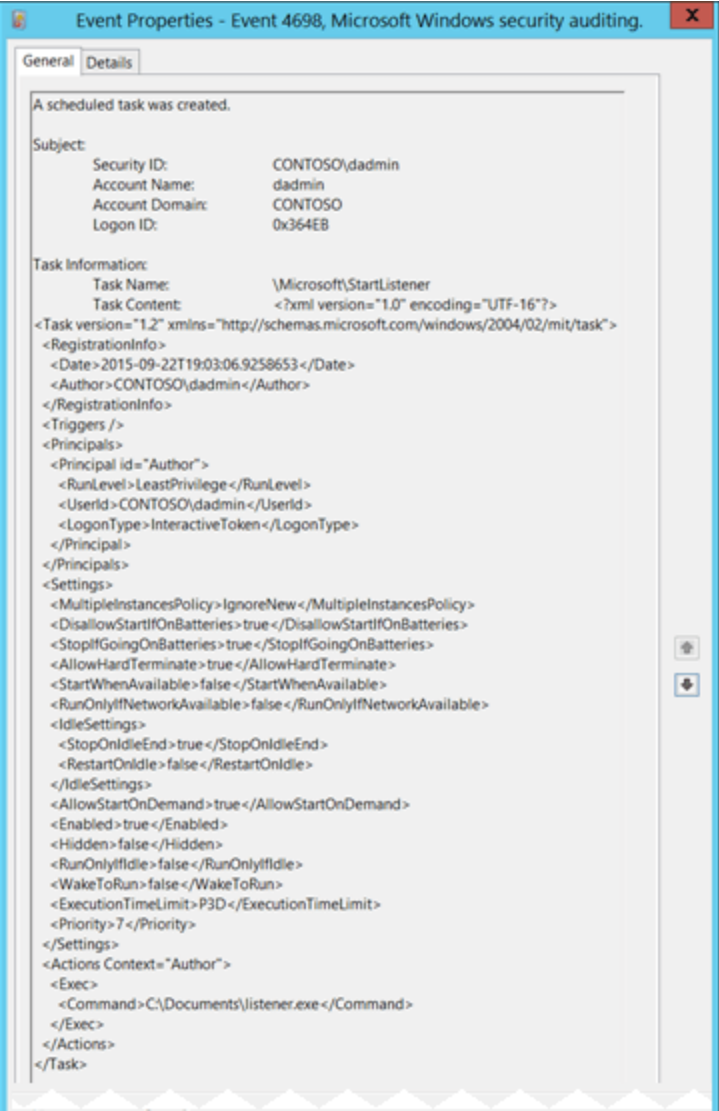 Event Properties - Event 4698, Microsoft Windows security auditing.
X
General Details
A scheduled task was created.
Subject:
Security ID: CONTOSO\dadmin
Account Name: dadmin
Account Domain: CONTOSO
Logon ID: 0x364EB
Task Information:
Task Name: \Microsoft\StartListener
Task Content: <?xml version="1.0" encoding="UTF-16"?>
<Task version="1.2" xmlns="http://schemas.microsoft.com/windows/2004/02/mit/task">
<RegistrationInfo>
<Date>2015-09-22T19:03:06.9258653</Date>
<Author>CONTOSO\dadmin</Author>
</RegistrationInfo>
<Triggers />
<Principals>
<Principal id="Author">
<RunLevel>LeastPrivilege</RunLevel>
<UserId>CONTOSO\dadmin</UserId>
<LogonType>InteractiveToken</LogonType>
</Principal>
</Principals>
<Settings>
<MultipleInstancesPolicy>IgnoreNew</MultipleInstancesPolicy>
<DisallowStartIfOnBatteries>true</DisallowStartIfOnBatteries>
<StopIfGoingOnBatteries>true</StopIfGoingOnBatteries>
<AllowHardTerminate>true</AllowHardTerminate>
<StartWhenAvailable>false</StartWhenAvailable>
<RunOnlyIfNetworkAvailable>false</RunOnlyIfNetworkAvailable>
<IdleSettings>
<StopOnIdleEnd>true</StopOnIdleEnd>
<RestartOnIdle>false</RestartOnIdle>
</IdleSettings>
<AllowStartOnDemand>true</AllowStartOnDemand>
<Enabled>true</Enabled>
<Hidden>false</Hidden>
<RunOnlyIfIdle>false</RunOnlyIfIdle>
<WakeToRun>false</WakeToRun>
<ExecutionTimeLimit>P3D</ExecutionTimeLimit>
<Priority>7</Priority>
</Settings>
<Actions Context="Author">
<Exec>
<Command>C:\Documents\listener.exe</Command>
</Exec>
</Actions>
</Task>